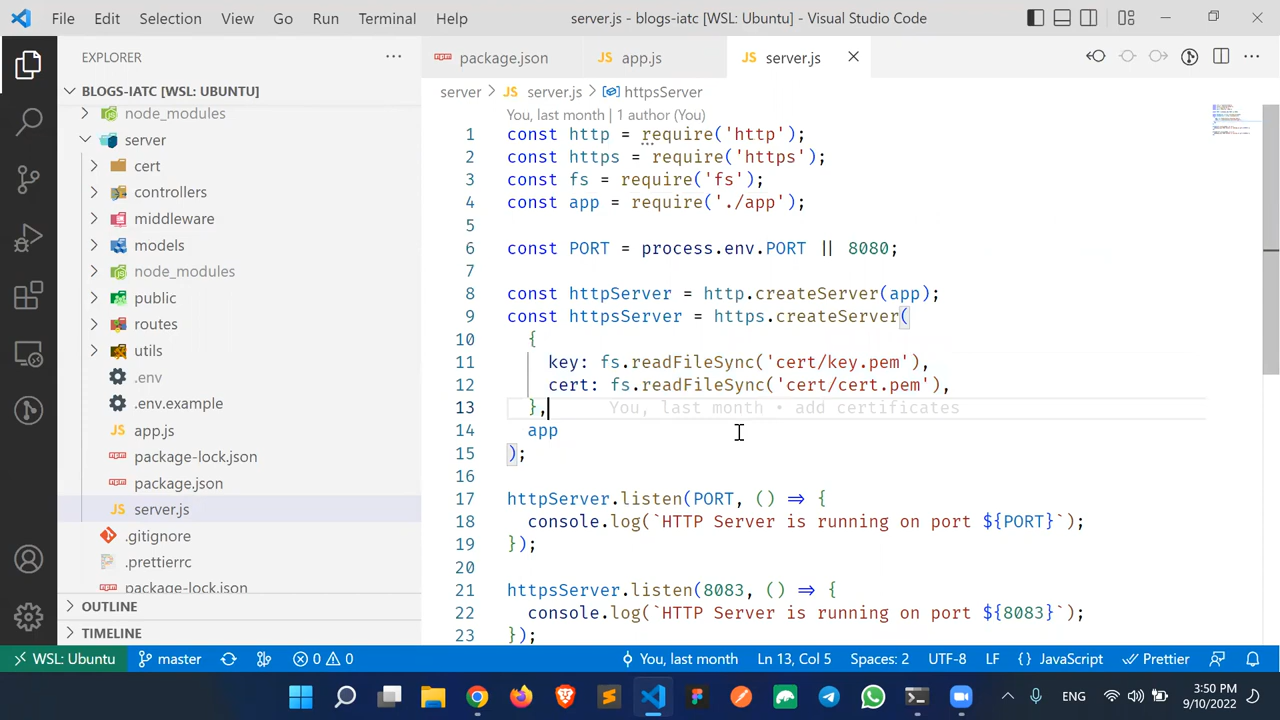 File Edit Selection View Go Run Terminal Help server.js - blogs-iatc [WSL: Ubuntu] - Visual Studio Code
EXPLORER
BLOGS-IATC [WSL: UBUNTU]
node_modules
server
cert
controllers
middleware
models
node_modules
public
routes
utils
.env
.env.example
app.js
package-lock.json
package.json
server.js
.gitignore
.prettierrc
package-lock.json
OUTLINE
TIMELINE
package.json JS app.js JS server.js
server > JS server.js > httpsServer
You, last month | 1 author (You)
1 const http = require('http');
2 const https = require('https');
3 const fs = require('fs');
4 const app = require('./app');
5
6 const PORT = process.env.PORT || 8080;
7
8 const httpServer = http.createServer(app);
9 const httpsServer = https.createServer(
10 {
11 key: fs.readFileSync('cert/key.pem'),
12 cert: fs.readFileSync('cert/cert.pem'),
13 }, You, last month • add certificates
14 app
15 );
16
17 httpServer.listen(PORT, () => {
18 console.log(`HTTP Server is running on port ${PORT}`);
19 });
20
21 httpsServer.listen(8083, () => {
22 console.log(`HTTP Server is running on port ${8083}`);
23 });
WSL: Ubuntu master 0 0 You, last month Ln 13, Col 5 Spaces: 2 UTF-8 LF {} JavaScript Prettier
ENG 3:50 PM
9/10/2022